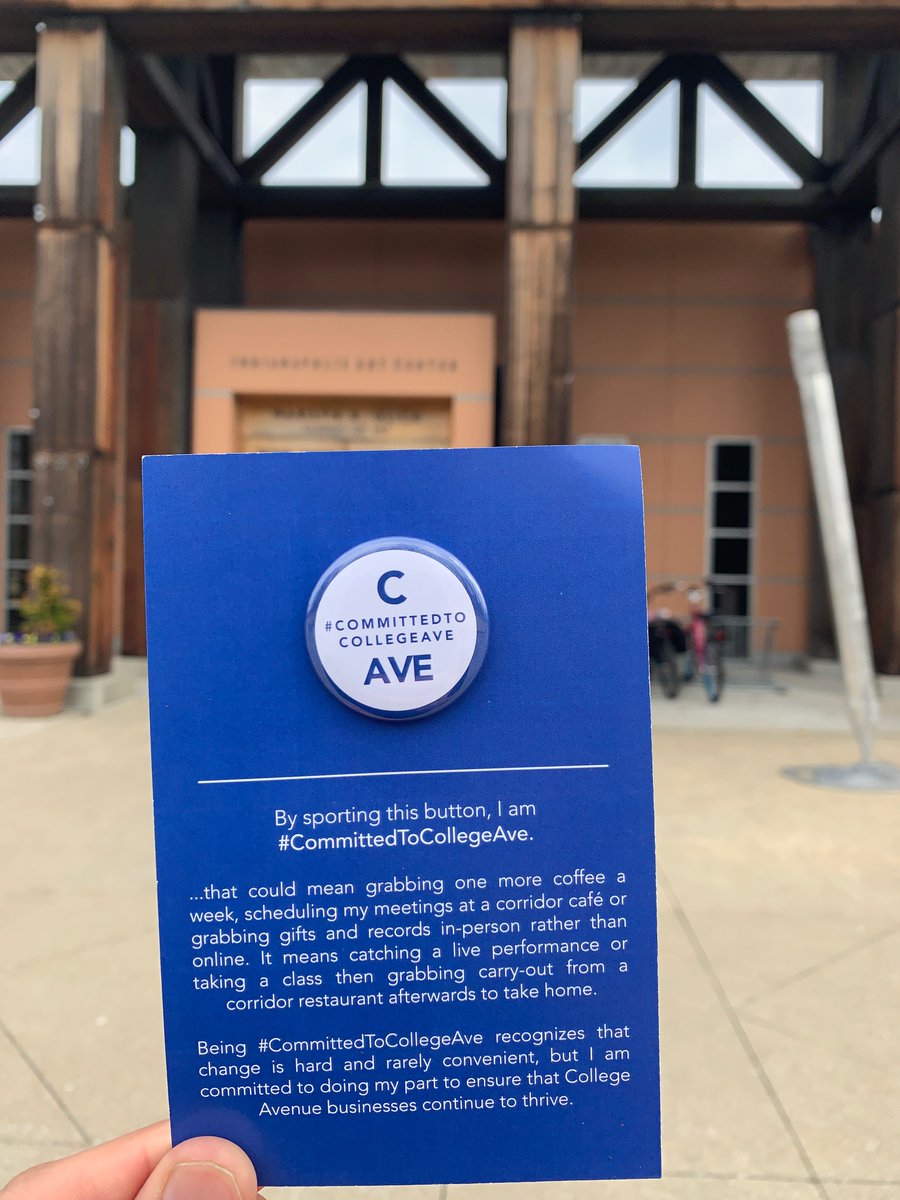 INDIANAPOLIS ART CENTER
C
#COMMITTEDTO
COLLEGEAVE
AVE
By sporting this button, I am
#CommittedToCollegeAve.
...that could mean grabbing one more coffee a
week, scheduling my meetings at a corridor café or
grabbing gifts and records in-person rather than
online. It means catching a live performance or
taking a class then grabbing carry-out from a
corridor restaurant afterwards to take home.
Being #CommittedToCollegeAve recognizes that
change is hard and rarely convenient, but I am
committed to doing my part to ensure that College
Avenue businesses continue to thrive.